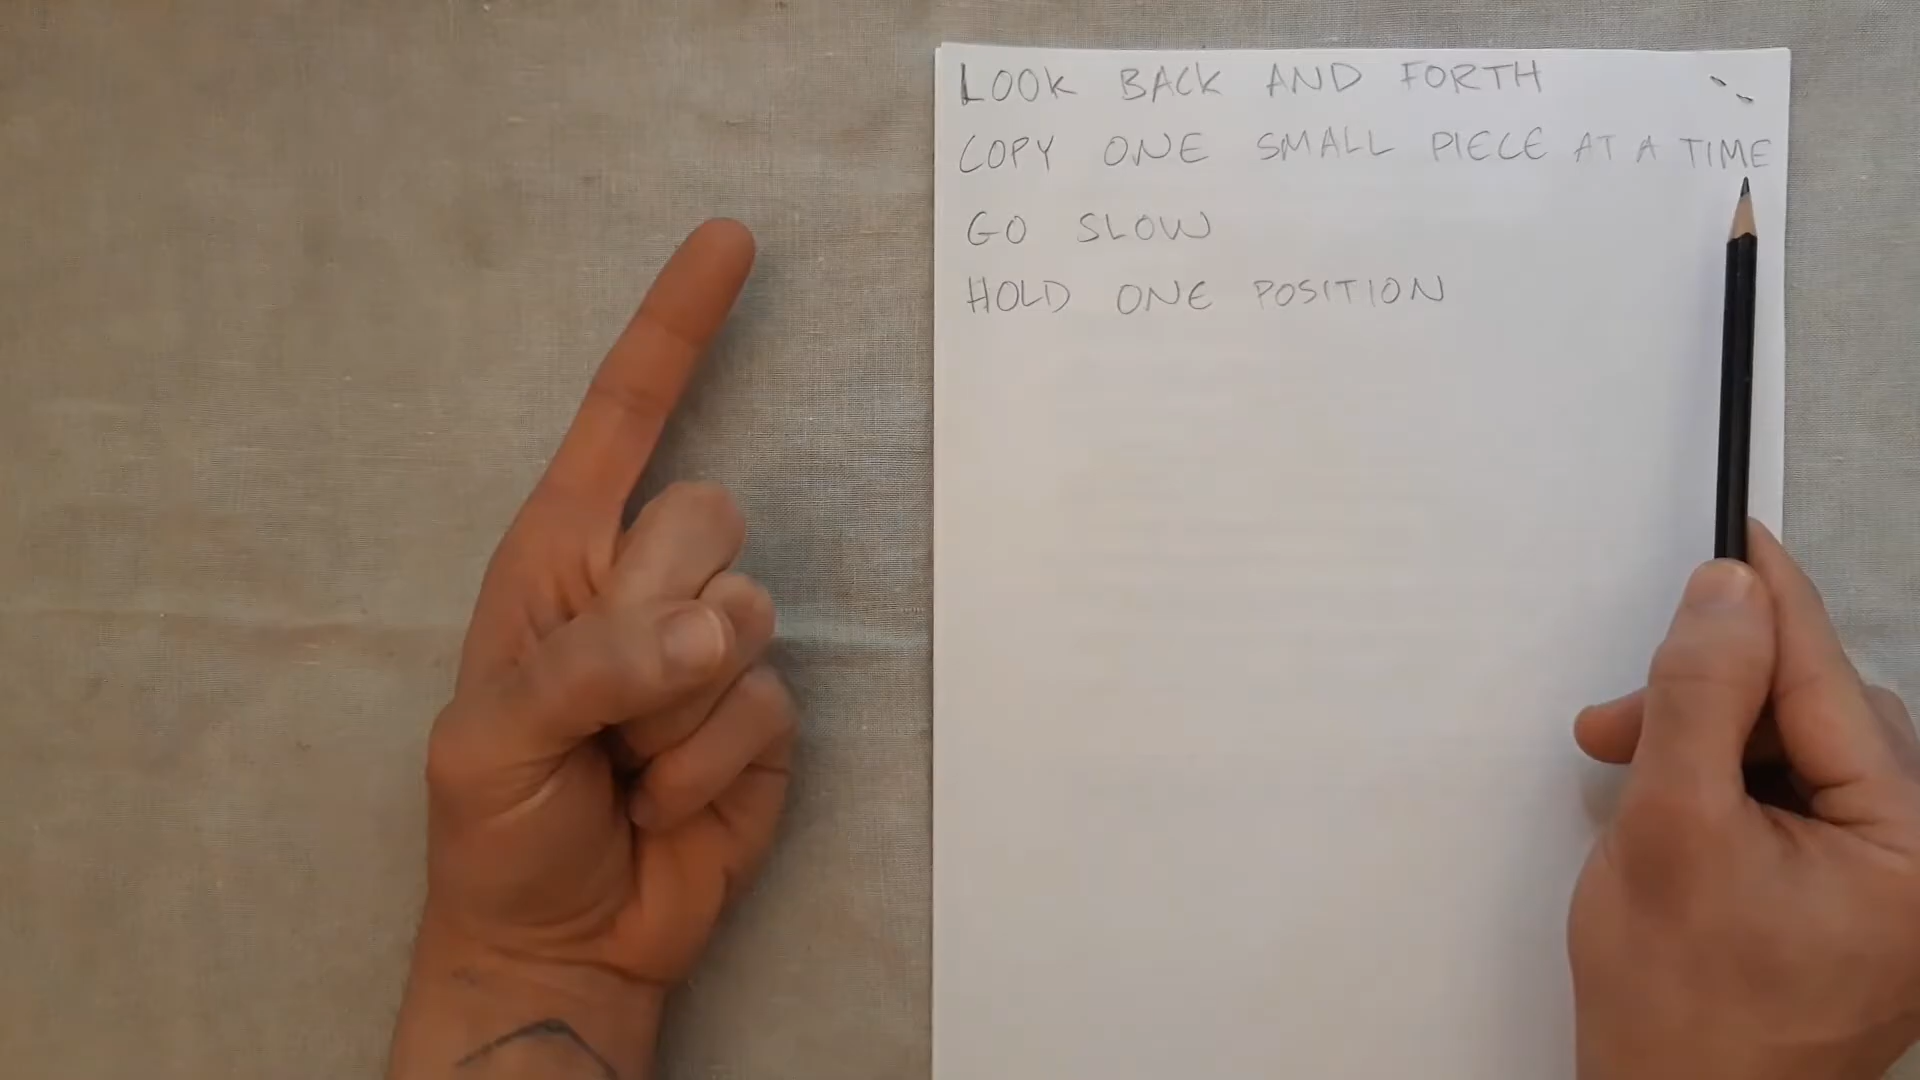 LOOK BACK AND FORTH
COPY ONE SMALL PIECE AT A TIME
GO SLOW
HOLD ONE POSITION